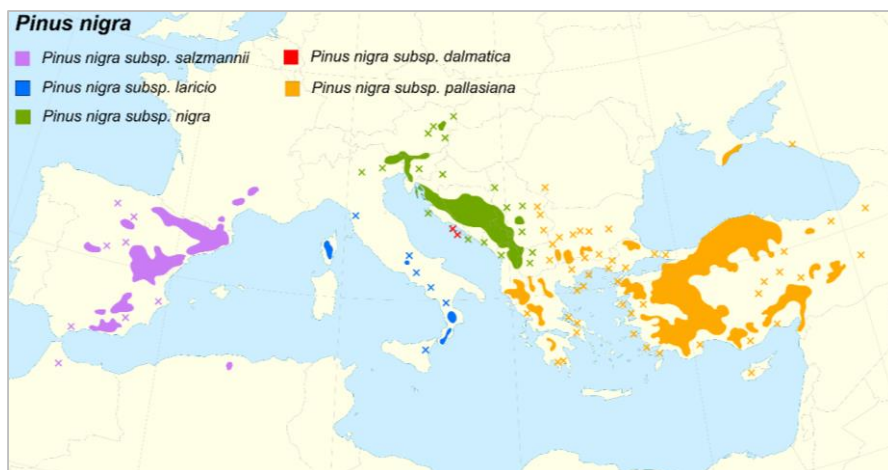 Pinus nigra
Pinus nigra subsp. salzmannii
Pinus nigra subsp. dalmatica
Pinus nigra subsp. laricio
Pinus nigra subsp. pallasiana
Pinus nigra subsp. nigra